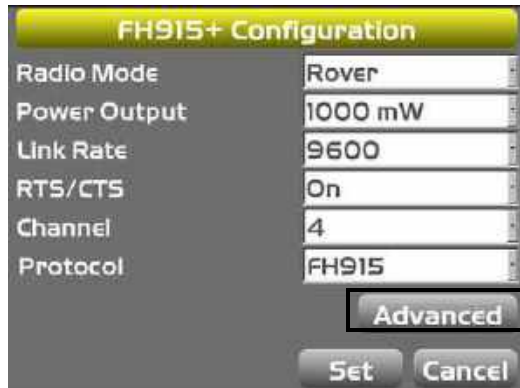 FH915+ Configuration
Radio Mode Rover
Power Output 1000 mW
Link Rate 9600
RTS/CTS On
Channel 4
Protocol FH915
Advanced
Set Cancel